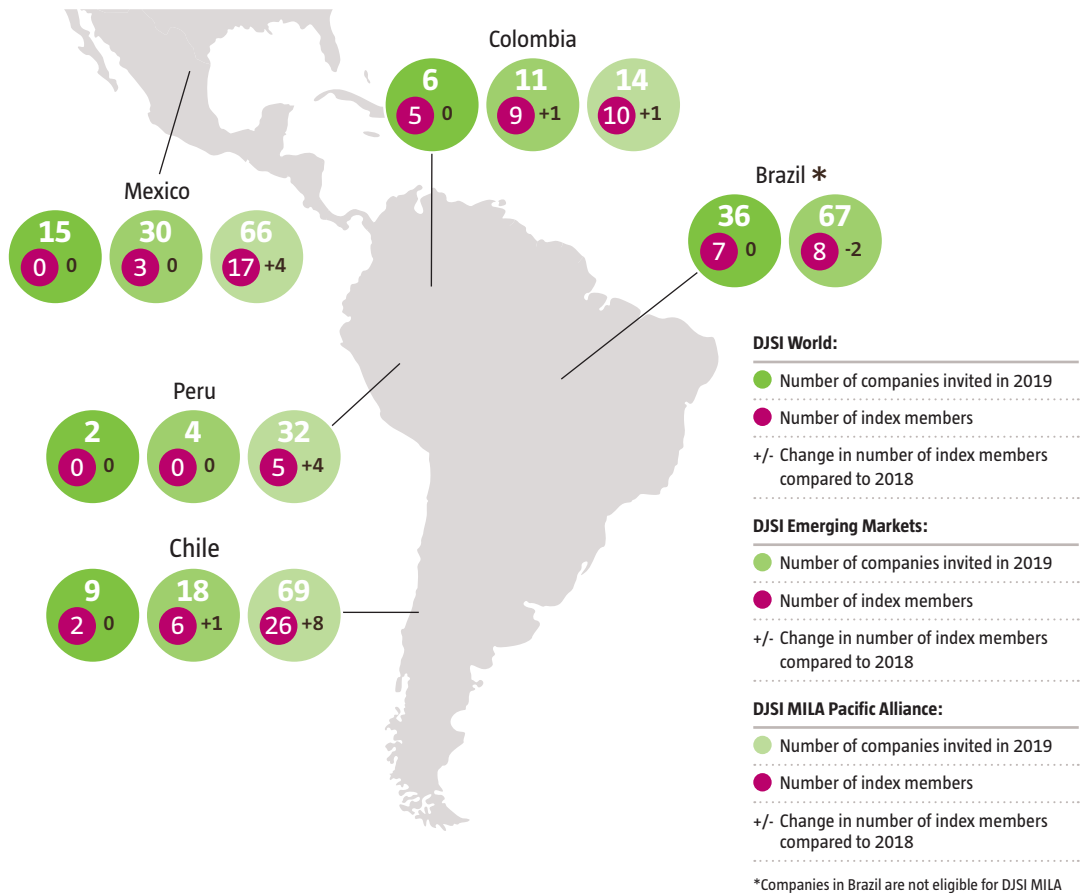 Colombia
6
5 0
11
9 +1
14
10 +1
Brazil *
36
7 0
67
8 -2
Mexico
15
0 0
30
3 0
66
17 +4
Peru
2
0 0
4
0 0
32
5 +4
Chile
9
2 0
18
6 +1
69
26 +8
DJSI World:
Number of companies invited in 2019
Number of index members
+/- Change in number of index members
compared to 2018
DJSI Emerging Markets:
Number of companies invited in 2019
Number of index members
+/- Change in number of index members
compared to 2018
DJSI MILA Pacific Alliance:
Number of companies invited in 2019
Number of index members
+/- Change in number of index members
compared to 2018
*Companies in Brazil are not eligible for DJSI MILA